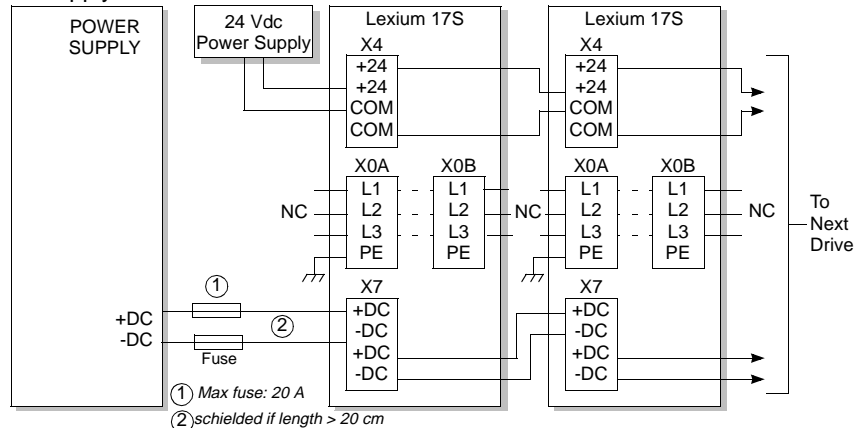 POWER
SUPPLY
+DC
-DC
24 Vdc
Power Supply
Lexium 17S
X4
+24
+24
COM
COM
X0A
L1
L2
L3
PE
X0B
L1
L2
L3
PE
NC
X7
+DC
-DC
+DC
-DC
Lexium 17S
X4
+24
+24
COM
COM
NC
X0A
L1
L2
L3
PE
X0B
L1
L2
L3
PE
NC
X7
+DC
-DC
+DC
-DC
To
Next
Drive
1
2
Fuse
1 Max fuse: 20 A
2 schielded if length > 20 cm